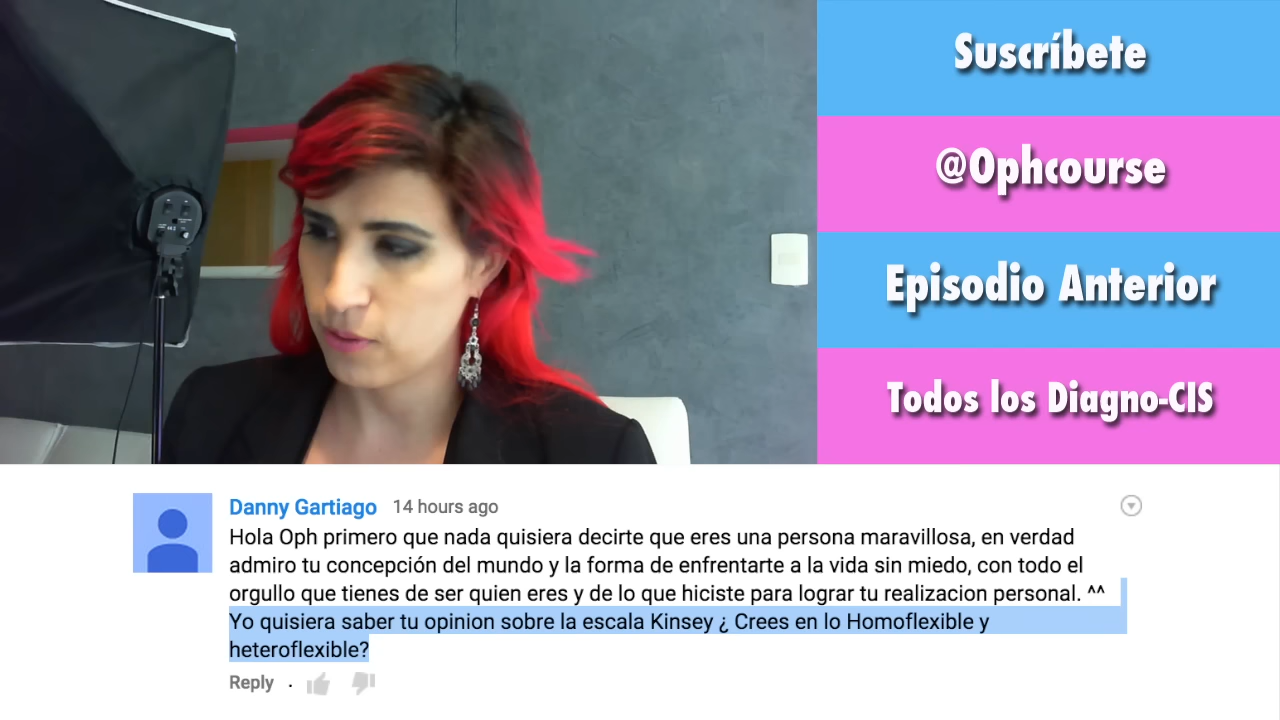 Suscríbete
@Ophcourse
Episodio Anterior
Todos los Diagno-CIS
Danny Gartiago 14 hours ago
Hola Oph primero que nada quisiera decirte que eres una persona maravillosa, en verdad
admiro tu concepción del mundo y la forma de enfrentarte a la vida sin miedo, con todo el
orgullo que tienes de ser quien eres y de lo que hiciste para lograr tu realizacion personal. ^^
Yo quisiera saber tu opinion sobre la escala Kinsey ¿ Crees en lo Homoflexible y
heteroflexible?
Reply .